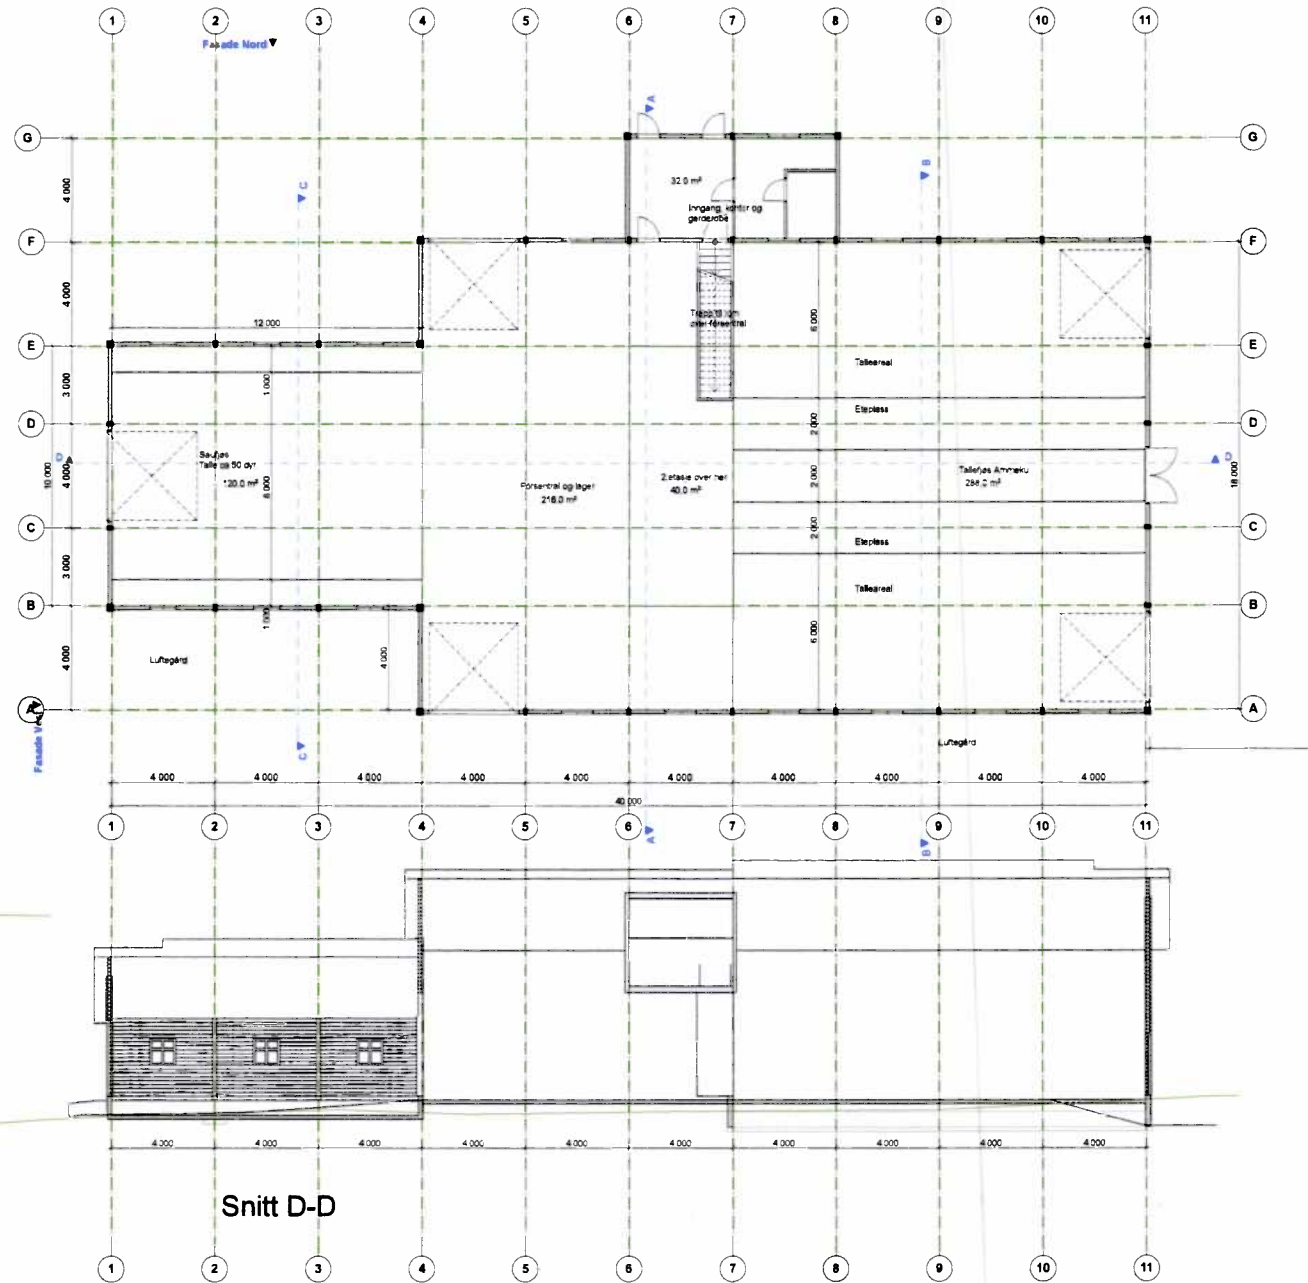 1 2 3 4 5 6 7 8 9 10 11
Fasade Nord
A
G G
B
C
4 000
32.0 m²
Inngang, kontor og
garderobe
F F
4 000
6 000
Trapp til rom
over fôrsentral
12 000
E E
3 000
1 000
Talleareal
Eteplass
D D
2 000
Saufjøs
Talle ca 50 dyr
120.0 m²
D D
10 000
4 000
8 000
Fôrsentral og lager
216.0 m²
2.etasje over her
40.0 m²
2 000
Tallefjøs Ammeku
288.0 m²
18 000
C C
2 000
Eteplass
3 000
Talleareal
B B
1 000
4 000
Luftegård
4 000
6 000
A A
Fasade Vest
C
Luftegård
4 000 4 000 4 000 4 000 4 000 4 000 4 000 4 000 4 000 4 000
40 000
1 2 3 4 5 6 7 8 9 10 11
A
B
4 000 4 000 4 000 4 000 4 000 4 000 4 000 4 000 4 000 4 000
Snitt D-D
1 2 3 4 5 6 7 8 9 10 11